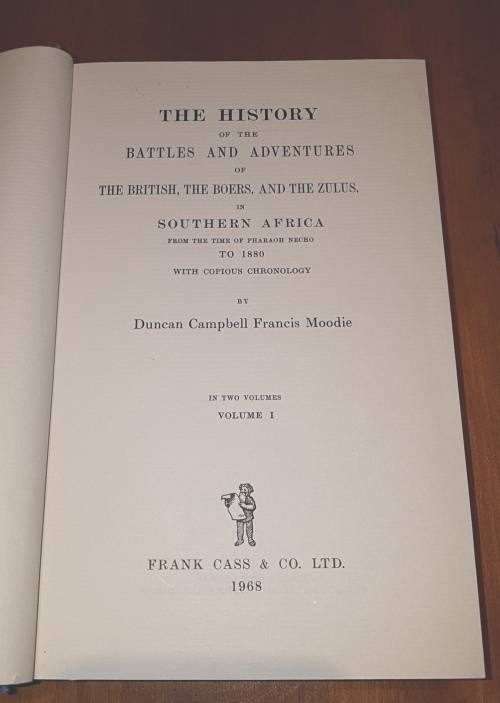 THE HISTORY
OF THE
BATTLES AND ADVENTURES
OF
THE BRITISH, THE BOERS, AND THE ZULUS,
IN
SOUTHERN AFRICA
FROM THE TIME OF PHARAOH NECHO
TO 1880
WITH COPIOUS CHRONOLOGY
BY
Duncan Campbell Francis Moodie
IN TWO VOLUMES
VOLUME I
FRANK CASS & CO. LTD.
1968